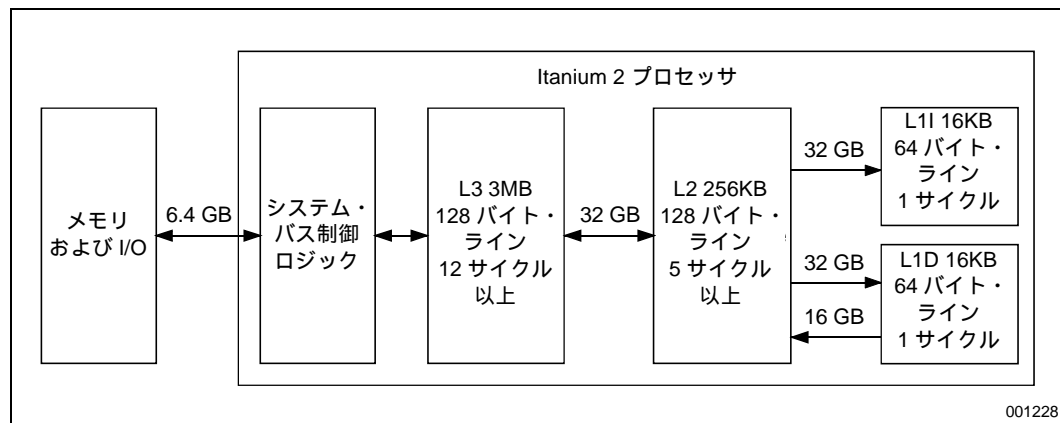 Itanium 2 プロセッサ
メモリ
および I/O
6.4 GB
システム・
バス制御
ロジック
L3 3MB
128 バイト・
ライン
12 サイクル
以上
32 GB
L2 256KB
128 バイト・
ライン
5 サイクル
以上
32 GB
L1I 16KB
64 バイト・
ライン
1 サイクル
32 GB
16 GB
L1D 16KB
64 バイト・
ライン
1 サイクル
001228